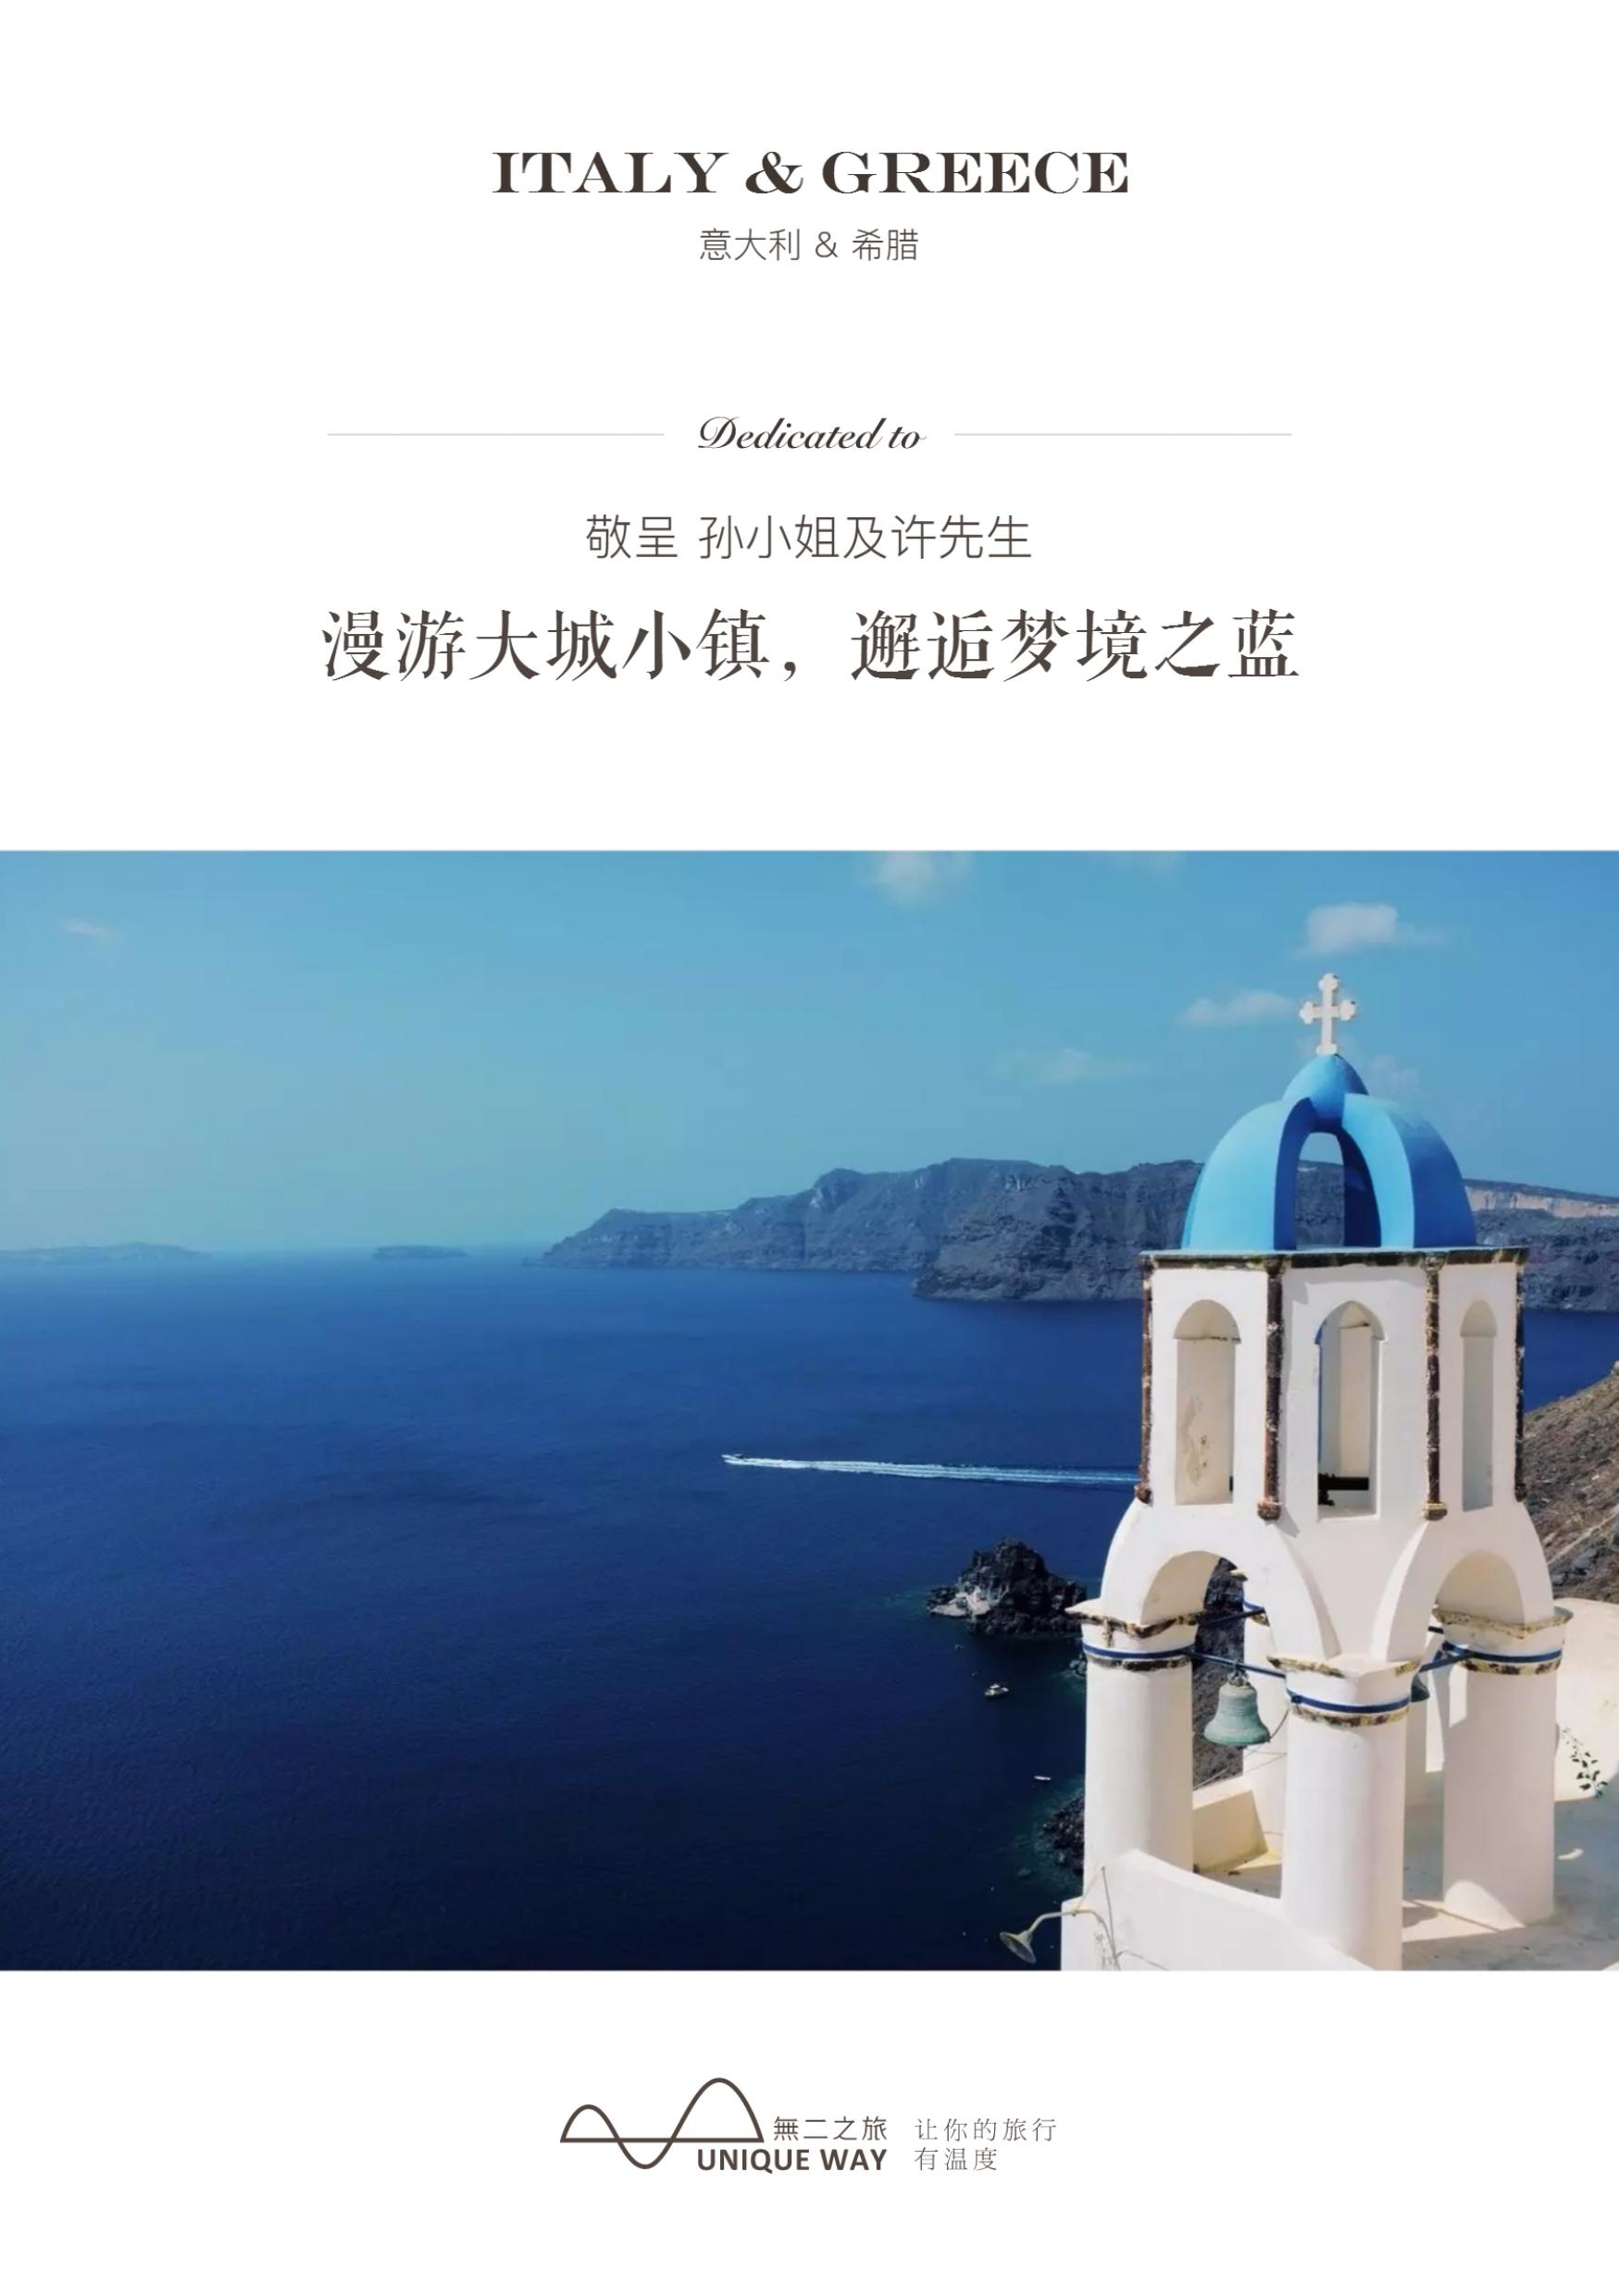 ITALY & GREECE
意大利 & 希腊
Dedicated to
敬呈 孙小姐及许先生
漫游大城小镇，邂逅梦境之蓝
無二之旅 让你的旅行
UNIQUE WAY 有温度